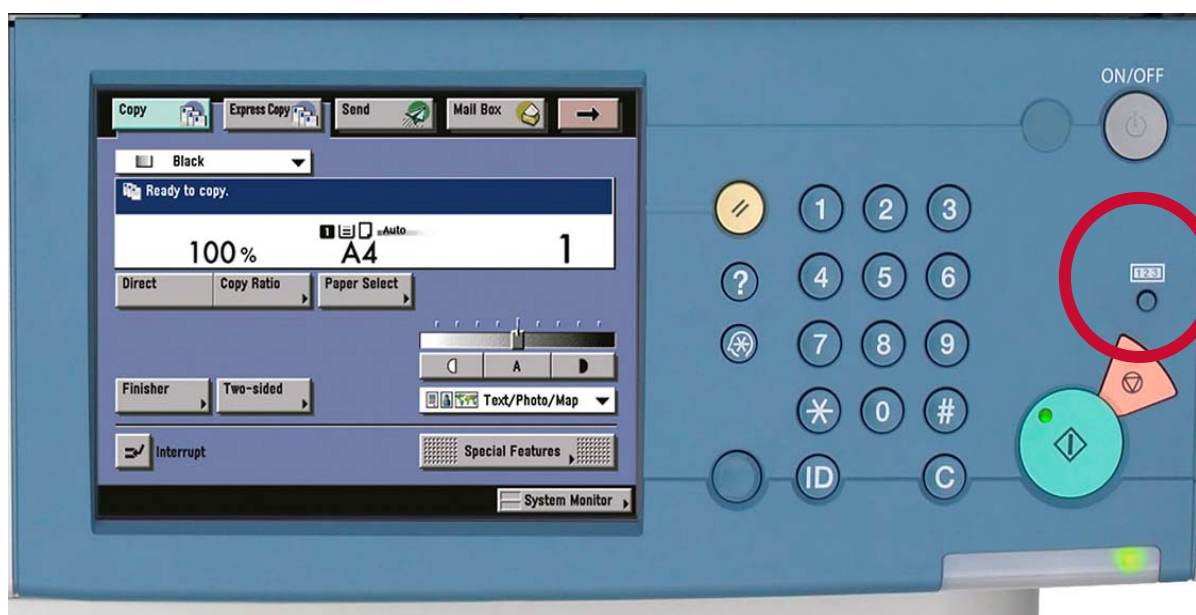 ON/OFF
Copy
Express Copy
Send
Mail Box
Black
Ready to copy.
100%
1
Auto
A4
1
Direct
Copy Ratio
Paper Select
A
Finisher
Two-sided
Text/Photo/Map
Interrupt
Special Features
System Monitor
1 2 3
4 5 6
7 8 9
0 #
ID C
?
123